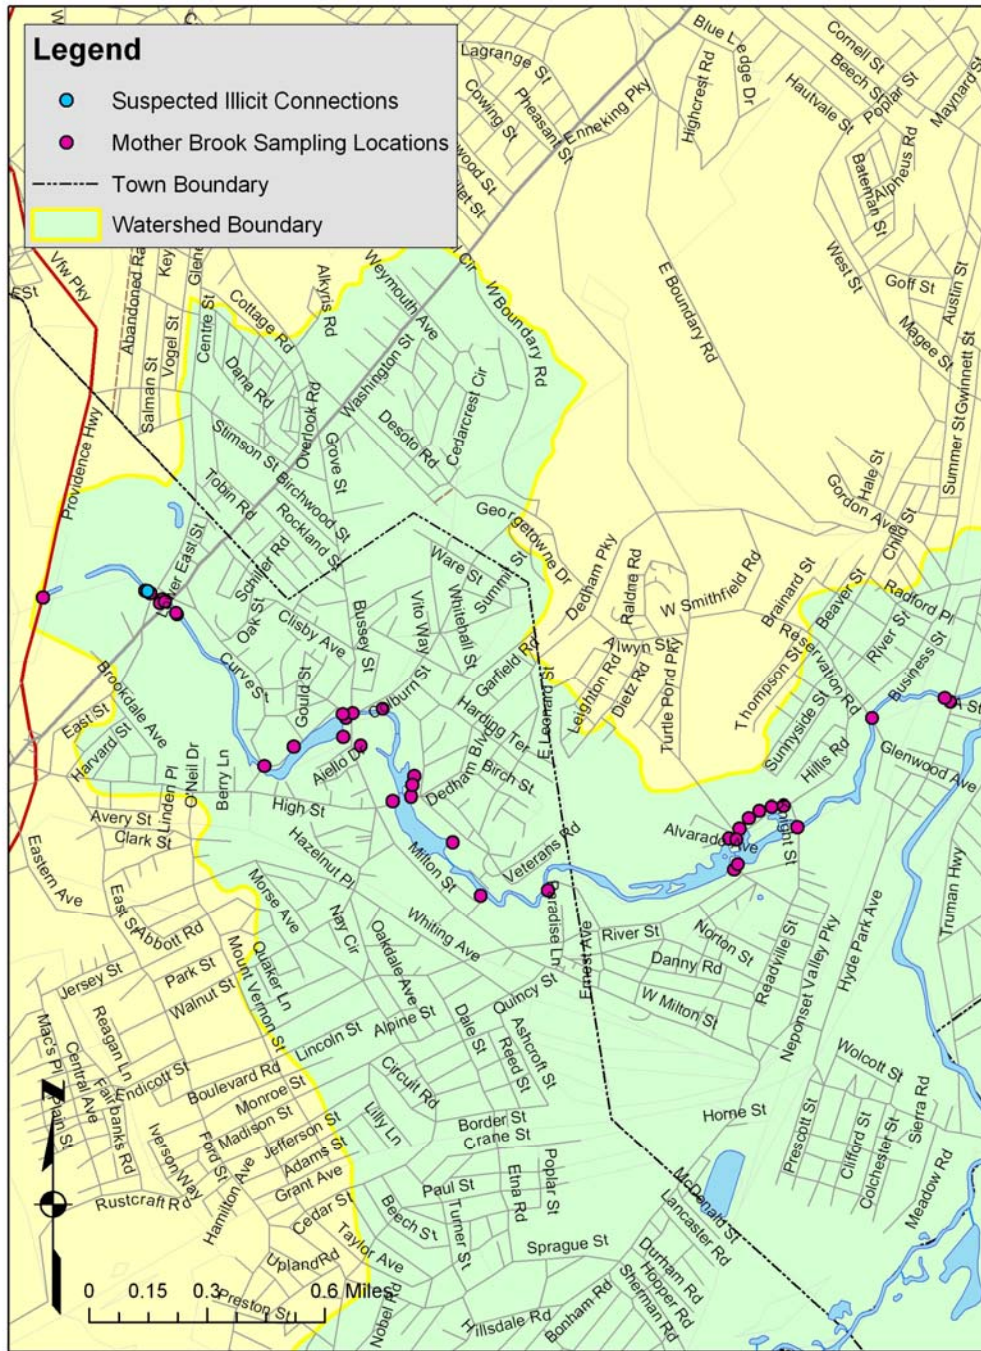 Legend
Suspected Illicit Connections
Mother Brook Sampling Locations
Town Boundary
Watershed Boundary
Blue Ledge Dr
Cornell St
Beech St
Poplar St
Maynard St
Lagrange St
Cowing St
Pheasant St
Enneking Pky
Highcrest Rd
Hautvale St
Bateman St
Alpheus Rd
West St
Goff St
Austin St
Magee St
Gwinnett St
Summer St
E Boundary Rd
W Boundary Rd
Vfw Pky
Centre St
Cottage Rd
Alkyris Rd
Weymouth Ave
Washington St
Vogel St
Salman St
Dana Rd
Overlook Rd
Desoto Rd
Cedarcrest Cir
Providence Hwy
Stimson St
Birchwood St
Grove St
Tobin Rd
Rockland St
Schiller Rd
Georgetowne Dr
Hale St
Gordon Ave
Child St
Oak St
Clisby Ave
Bussey St
Vito Way
Ware St
Whitehall St
Summit St
Dedham Pky
Raldne Rd
W Smithfield Rd
Brainard St
Beaver St
Radford Pl
River St
Business St
Reservation Rd
Alwyn St
Leighton Rd
Dietz Rd
Turtle Pond Pky
Thompson St
Sunnyside St
Hillis Rd
Glenwood Ave
Curve St
Gould St
Colburn St
Garfield Rd
Harding Ter
E Leonard St
Brookdale Ave
East St
Harvard St
O'Neil Dr
Linden Pl
Berry Ln
Aiello Dr
Dedham Blvd
Birch St
High St
Avery St
Clark St
Hazelnut Pl
Milton St
Veterans Rd
Paradise Ln
Alvarado Ave
Truman Hwy
Eastern Ave
East St
Abbott Rd
Morse Ave
Nay Cir
Oakdale Ave
Whiting Ave
Ernest Ave
River St
Norton St
Danny Rd
W Milton St
Readville St
Neponset Valley Pky
Hyde Park Ave
Jersey St
Park St
Walnut St
Quaker Ln
Mount Vernon St
Quincy St
Lincoln St
Alpine St
Dale St
Reed St
Ashcroft St
Mac's Pl
Reagan Ln
Central Ave
Fairbanks Rd
Plain St
Endicott St
Boulevard Rd
Monroe St
Madison St
Jefferson St
Adams St
Grant Ave
Circuit Rd
Lilly Ln
Border St
Crane St
Home St
Wolcott St
Prescott St
Clifford St
Colchester St
Sierra Rd
Meadow Rd
Iverson Way
Ford St
Hamilton Ave
Rustcraft Rd
Cedar St
Beech St
Paul St
Turner St
Etna Rd
Poplar St
McDonald St
Lancaster Rd
Taylor Ave
Upland Rd
Preston St
Nobel Rd
Sprague St
Hillsdale Rd
Bonham Rd
Sherman Rd
Hooper Rd
Durham Rd
0 0.15 0.3 0.6 Miles